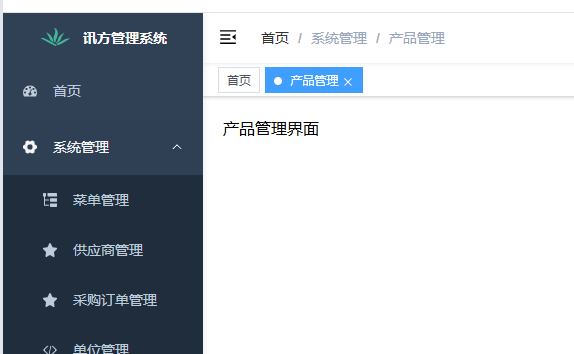 讯方管理系统
首页 / 系统管理 / 产品管理
首页
产品管理 ×
首页
系统管理
菜单管理
供应商管理
采购订单管理
单位管理
产品管理界面